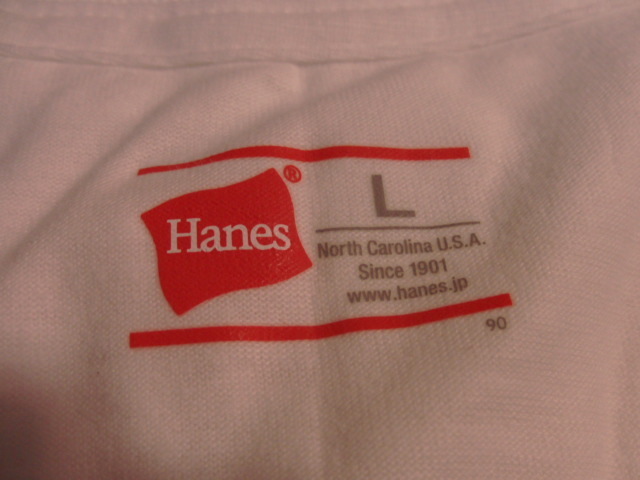 Hanes®
L
North Carolina U.S.A.
Since 1901
www.hanes.jp
90